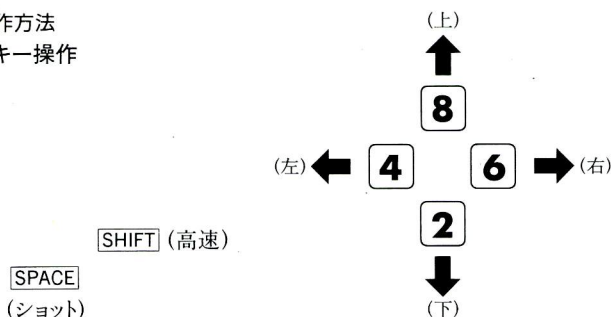 作方法
キー操作
(上)
8
(左) 4 6 (右)
2
(下)
SHIFT (高速)
SPACE
(ショット)